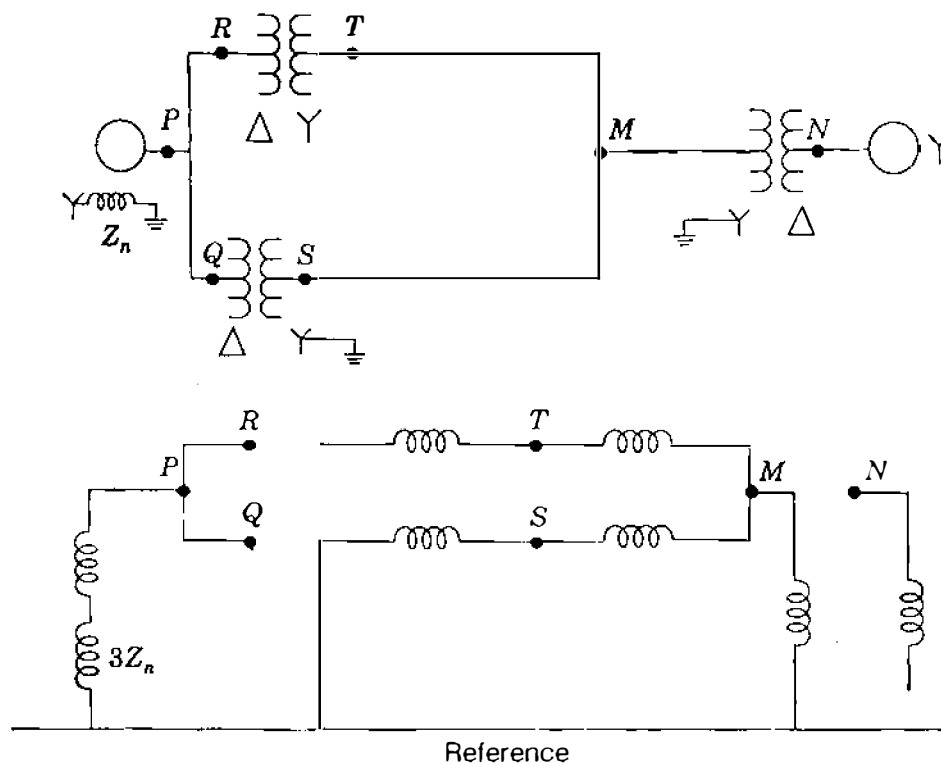 R T
Δ Y
P
M N
Y
Z_n
Y Δ
Q S
Δ Y
R T
P M N
Q S
3Z_n
Reference